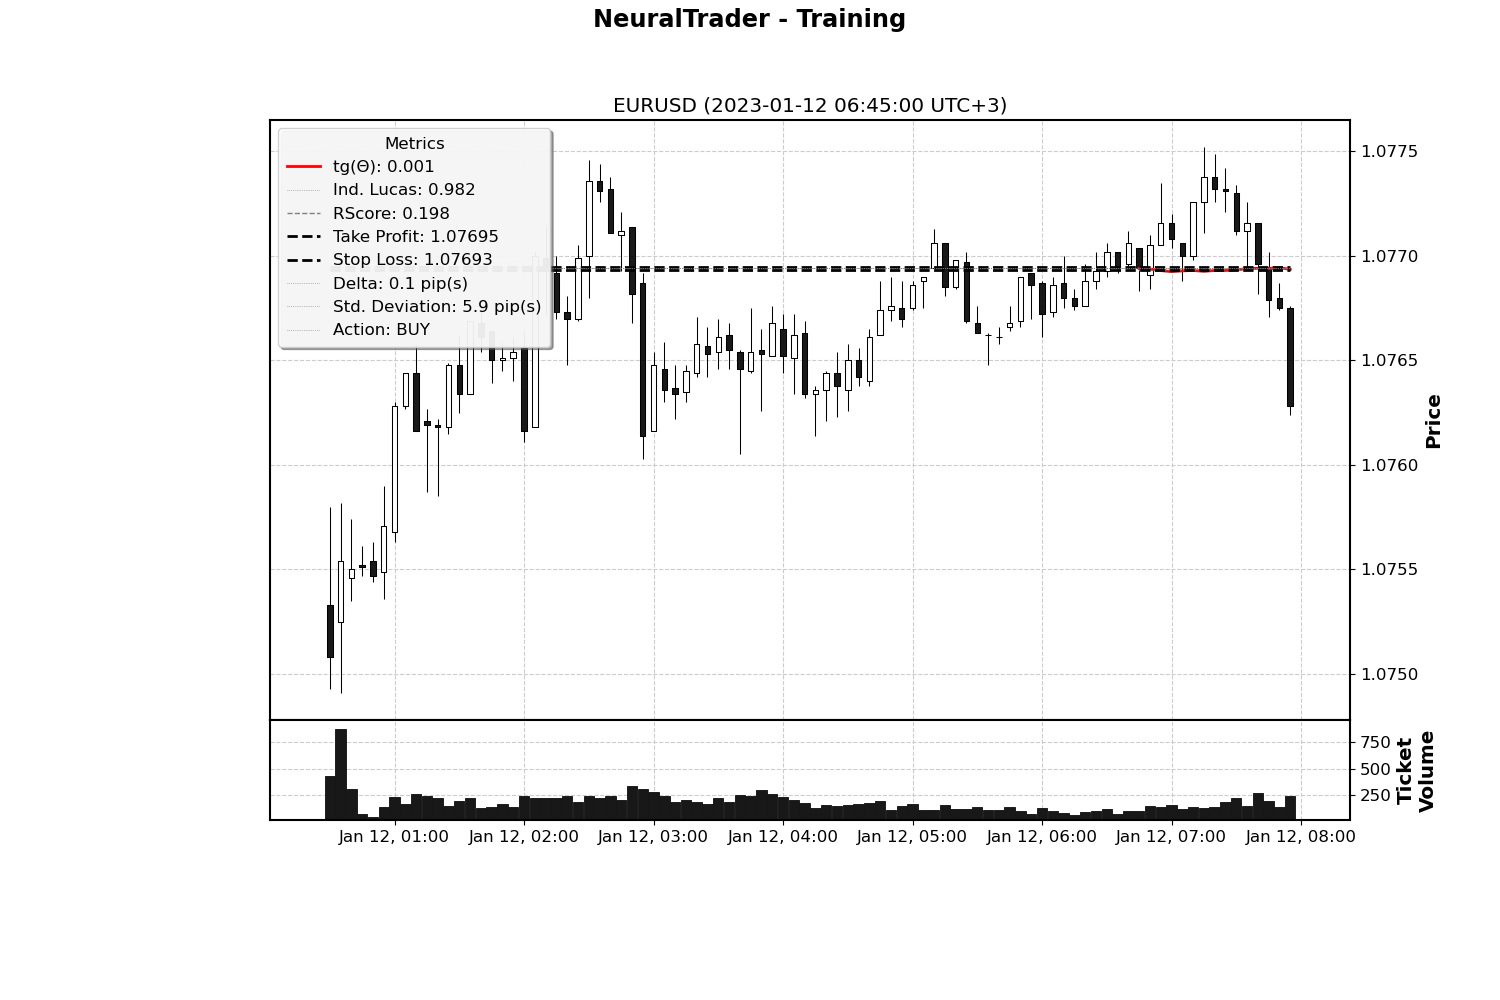 NeuralTrader - Training
EURUSD (2023-01-12 06:45:00 UTC+3)
Metrics
tg(Θ): 0.001
Ind. Lucas: 0.982
RScore: 0.198
Take Profit: 1.07695
Stop Loss: 1.07693
Delta: 0.1 pip(s)
Std. Deviation: 5.9 pip(s)
Action: BUY
1.0775
1.0770
1.0765
1.0760
1.0755
1.0750
Price
750
500
250
Ticket
Volume
Jan 12, 01:00
Jan 12, 02:00
Jan 12, 03:00
Jan 12, 04:00
Jan 12, 05:00
Jan 12, 06:00
Jan 12, 07:00
Jan 12, 08:00